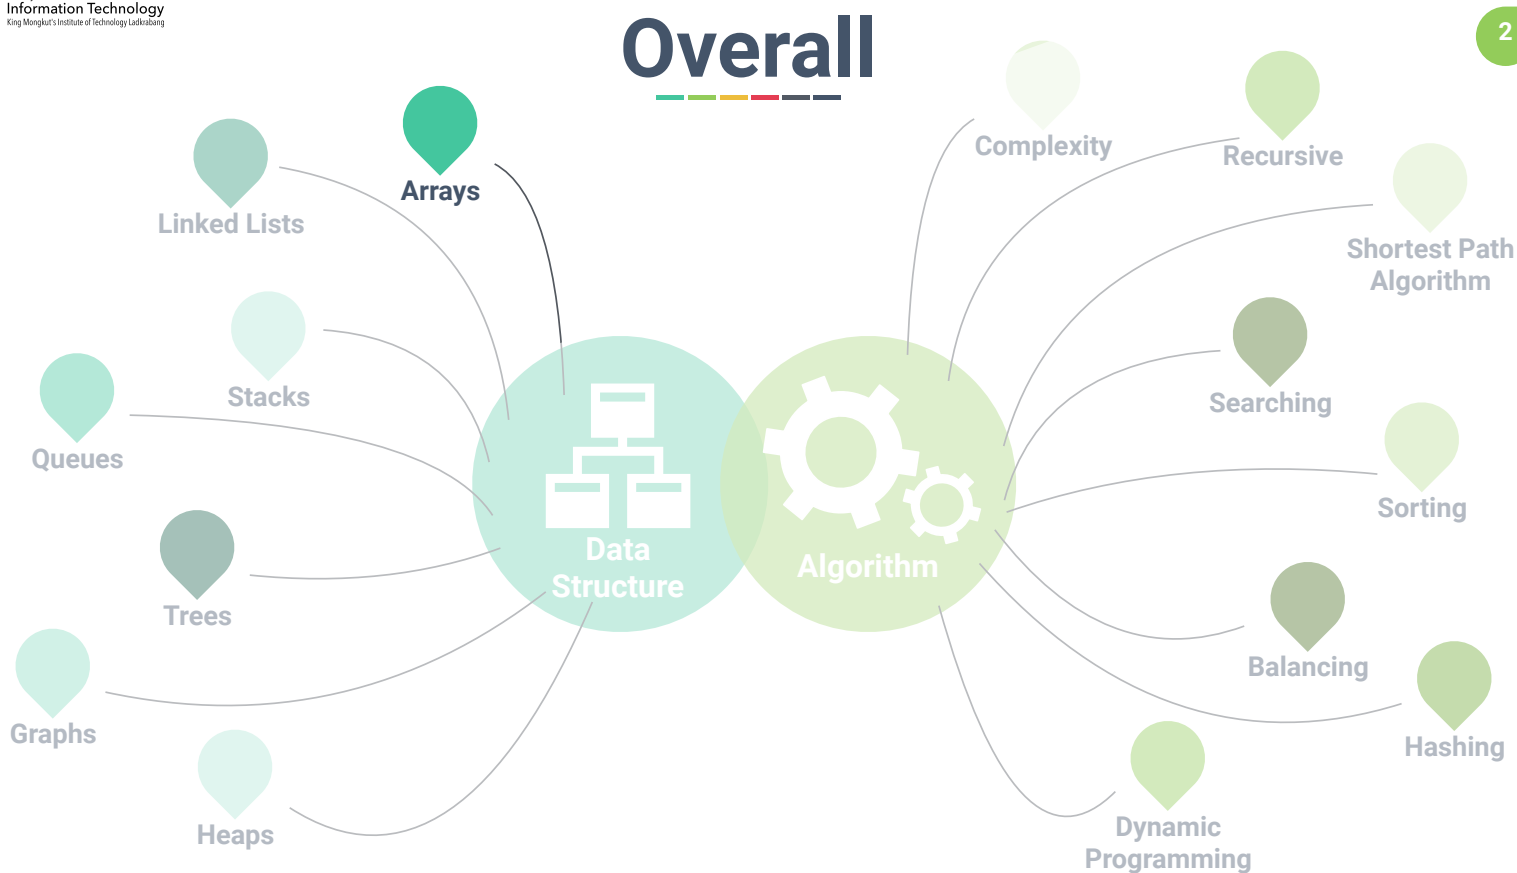 Information Technology
King Mongkut's Institute of Technology Ladkrabang
Overall
2
Arrays
Linked Lists
Stacks
Queues
Trees
Graphs
Heaps
Data
Structure
Algorithm
Complexity
Recursive
Shortest Path
Algorithm
Searching
Sorting
Balancing
Hashing
Dynamic
Programming